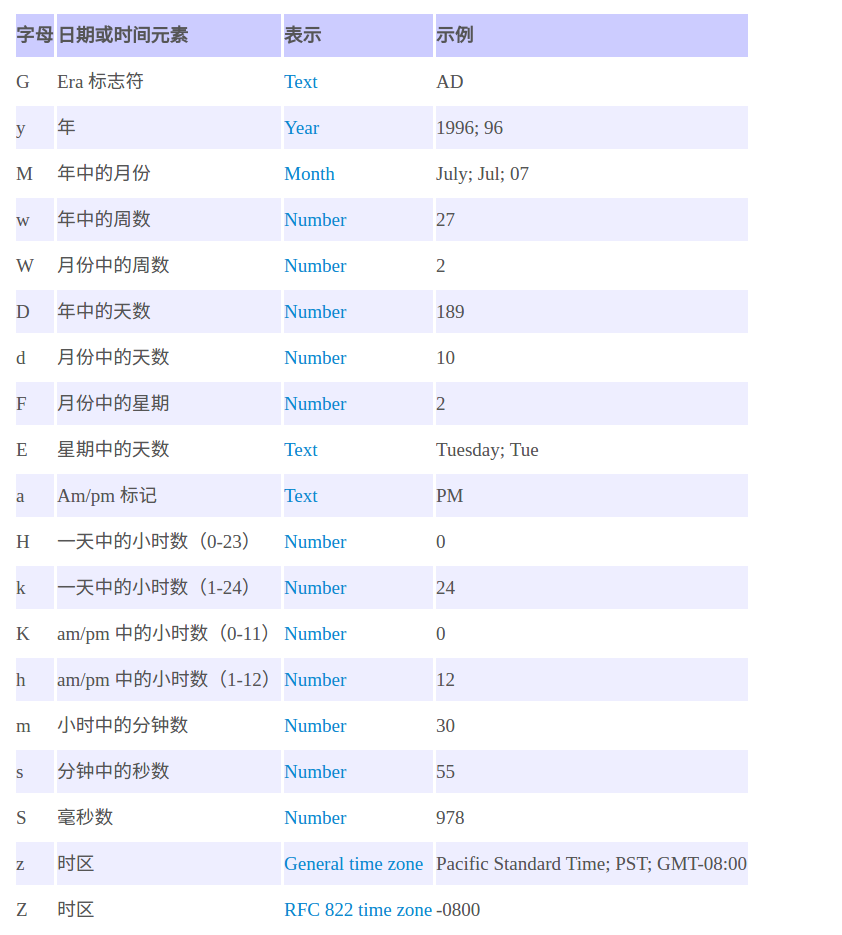 字母 日期或时间元素 表示 示例
G Era 标志符 Text AD
y 年 Year 1996; 96
M 年中的月份 Month July; Jul; 07
w 年中的周数 Number 27
W 月份中的周数 Number 2
D 年中的天数 Number 189
d 月份中的天数 Number 10
F 月份中的星期 Number 2
E 星期中的天数 Text Tuesday; Tue
a Am/pm 标记 Text PM
H 一天中的小时数（0-23） Number 0
k 一天中的小时数（1-24） Number 24
K am/pm 中的小时数（0-11） Number 0
h am/pm 中的小时数（1-12） Number 12
m 小时中的分钟数 Number 30
s 分钟中的秒数 Number 55
S 毫秒数 Number 978
z 时区 General time zone Pacific Standard Time; PST; GMT-08:00
Z 时区 RFC 822 time zone -0800